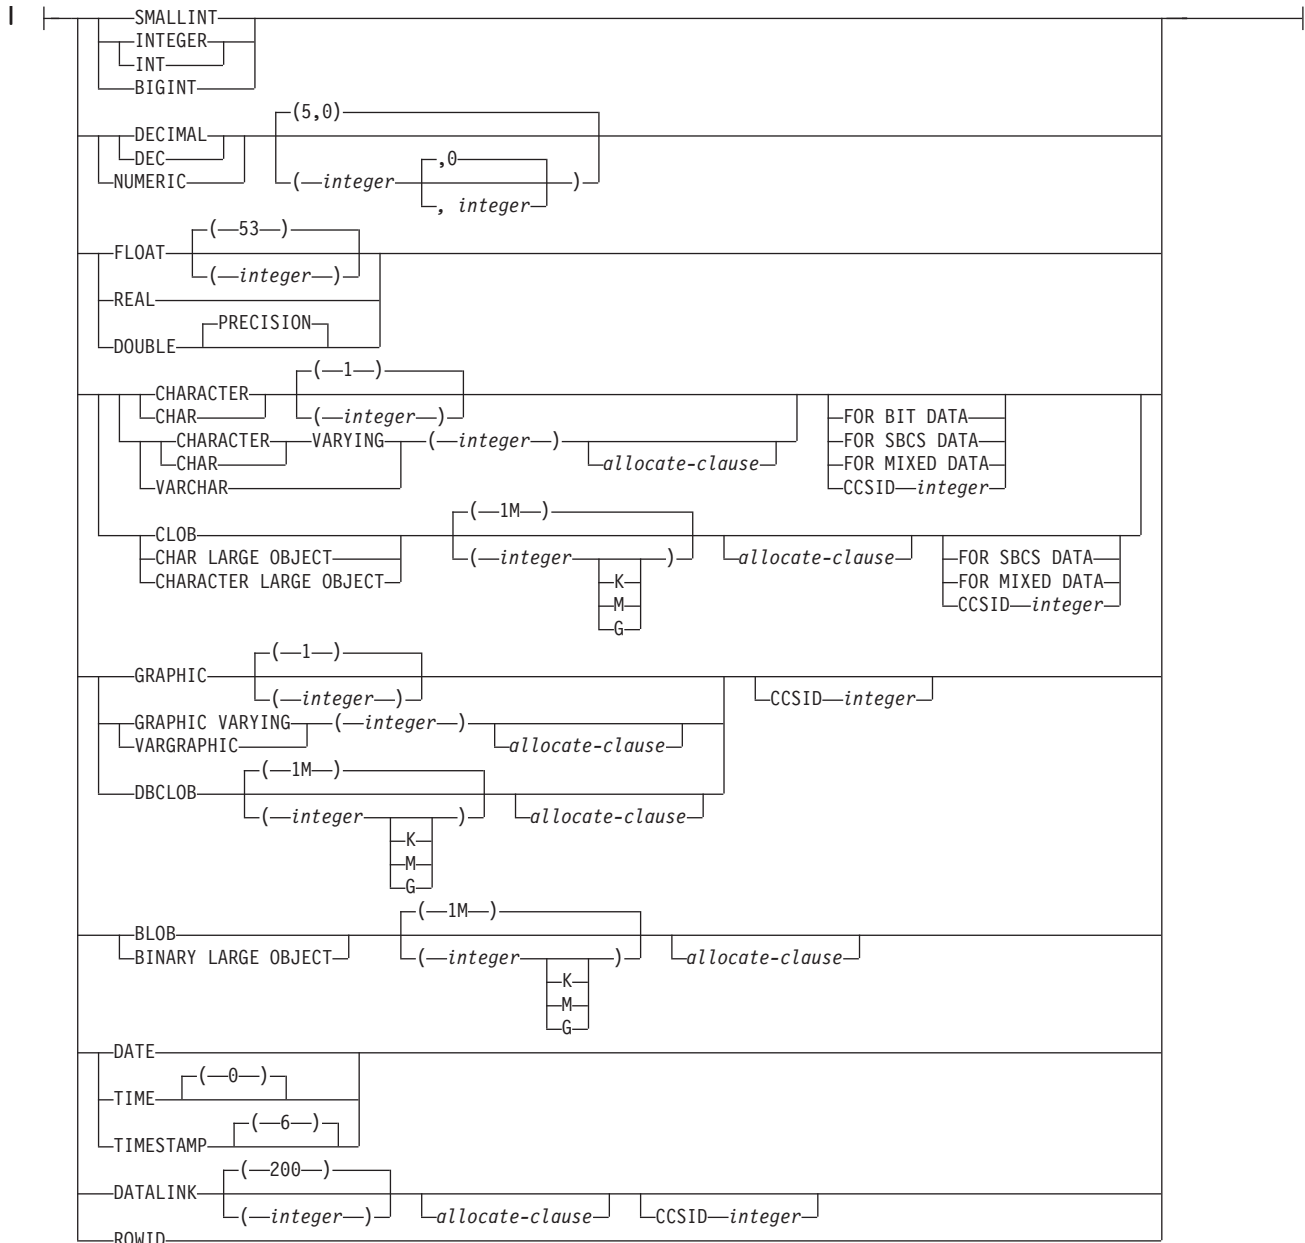 SMALLINT
INTEGER
INT
BIGINT
(5,0)
DECIMAL
DEC
,0
NUMERIC
( integer )
, integer
( 53 )
FLOAT
( integer )
REAL
PRECISION
DOUBLE
( 1 )
CHARACTER
CHAR ( integer ) FOR BIT DATA
CHARACTER VARYING ( integer ) FOR SBCS DATA
CHAR allocate-clause FOR MIXED DATA
VARCHAR CCSID integer
( 1M )
CLOB
CHAR LARGE OBJECT ( integer ) allocate-clause FOR SBCS DATA
CHARACTER LARGE OBJECT K FOR MIXED DATA
M CCSID integer
G
( 1 )
GRAPHIC
( integer ) CCSID integer
GRAPHIC VARYING ( integer )
VARGRAPHIC allocate-clause
( 1M )
DBCLOB
( integer ) allocate-clause
K
M
G
( 1M )
BLOB
BINARY LARGE OBJECT ( integer ) allocate-clause
K
M
G
DATE
( 0 )
TIME
( 6 )
TIMESTAMP
( 200 )
DATALINK
( integer ) allocate-clause CCSID integer
ROWID